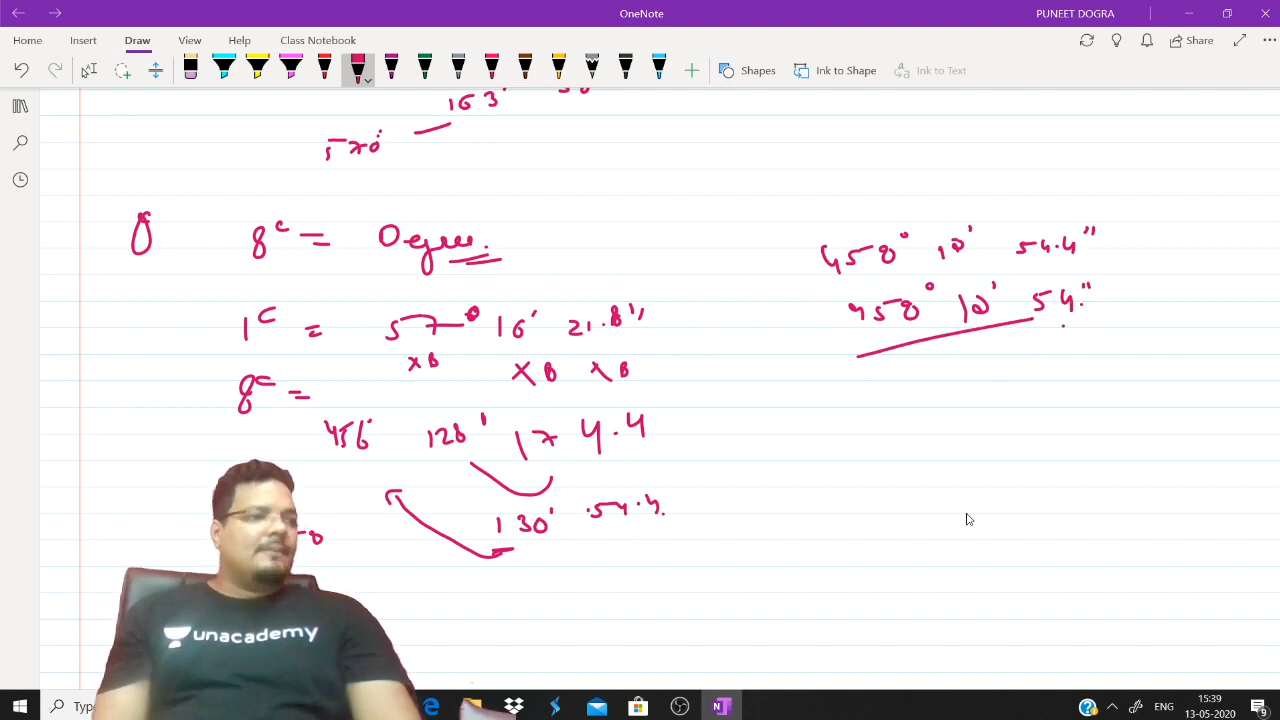 OneNote
PUNEET DOGRA
Home Insert Draw View Help Class Notebook
Share
Shapes
Ink to Shape
Ink to Text
163'
570°
8ᶜ = Degree.
1ᶜ = 57° 16' 21.8"
×8 ×8 ×8
8ᶜ =
456° 128' 174.4
130' 54.4
458° 10' 54.4"
458° 10' 54."
unacademy
ENG
15:39
13-05-2020